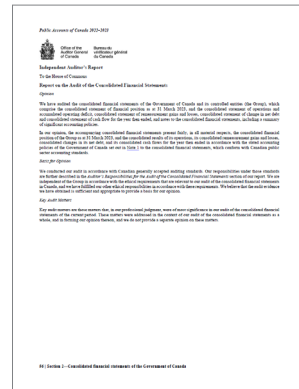 Public Accounts of Canada 2022–2023
Office of the Bureau du
Auditor General vérificateur général
of Canada du Canada
Independent Auditor's Report
To the House of Commons
Report on the Audit of the Consolidated Financial Statements
Opinion
We have audited the consolidated financial statements of the Government of Canada and its controlled entities (the Group), which
comprise the consolidated statement of financial position as at 31 March 2023, and the consolidated statement of operations and
accumulated operating deficit, consolidated statement of remeasurement gains and losses, consolidated statement of change in net debt
and consolidated statement of cash flow for the year then ended, and notes to the consolidated financial statements, including a summary
of significant accounting policies.
In our opinion, the accompanying consolidated financial statements present fairly, in all material respects, the consolidated financial
position of the Group as at 31 March 2023, and the consolidated results of its operations, its consolidated remeasurement gains and losses,
consolidated changes in its net debt, and its consolidated cash flows for the year then ended in accordance with the stated accounting
policies of the Government of Canada set out in Note 1 to the consolidated financial statements, which conform with Canadian public
sector accounting standards.
Basis for Opinion
We conducted our audit in accordance with Canadian generally accepted auditing standards. Our responsibilities under those standards
are further described in the Auditor's Responsibilities for the Audit of the Consolidated Financial Statements section of our report. We are
independent of the Group in accordance with the ethical requirements that are relevant to our audit of the consolidated financial statements
in Canada, and we have fulfilled our other ethical responsibilities in accordance with these requirements. We believe that the audit evidence
we have obtained is sufficient and appropriate to provide a basis for our opinion.
Key Audit Matters
Key audit matters are those matters that, in our professional judgment, were of most significance in our audit of the consolidated financial
statements of the current period. These matters were addressed in the context of our audit of the consolidated financial statements as a
whole, and in forming our opinion thereon, and we do not provide a separate opinion on these matters.
Section 2—Consolidated financial statements of the Government of Canada